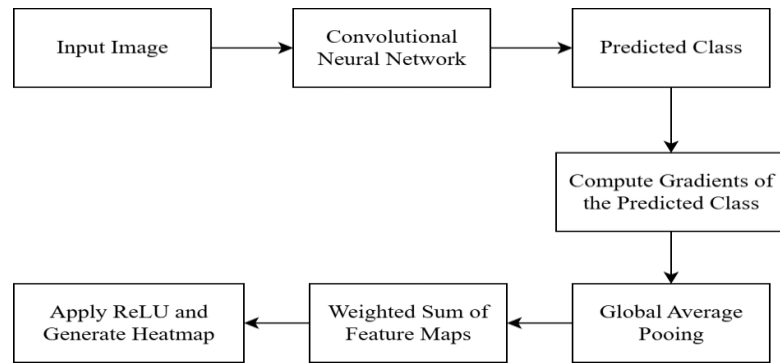 Input Image
Convolutional
Neural Network
Predicted Class
Compute Gradients of
the Predicted Class
Global Average
Pooing
Weighted Sum of
Feature Maps
Apply ReLU and
Generate Heatmap